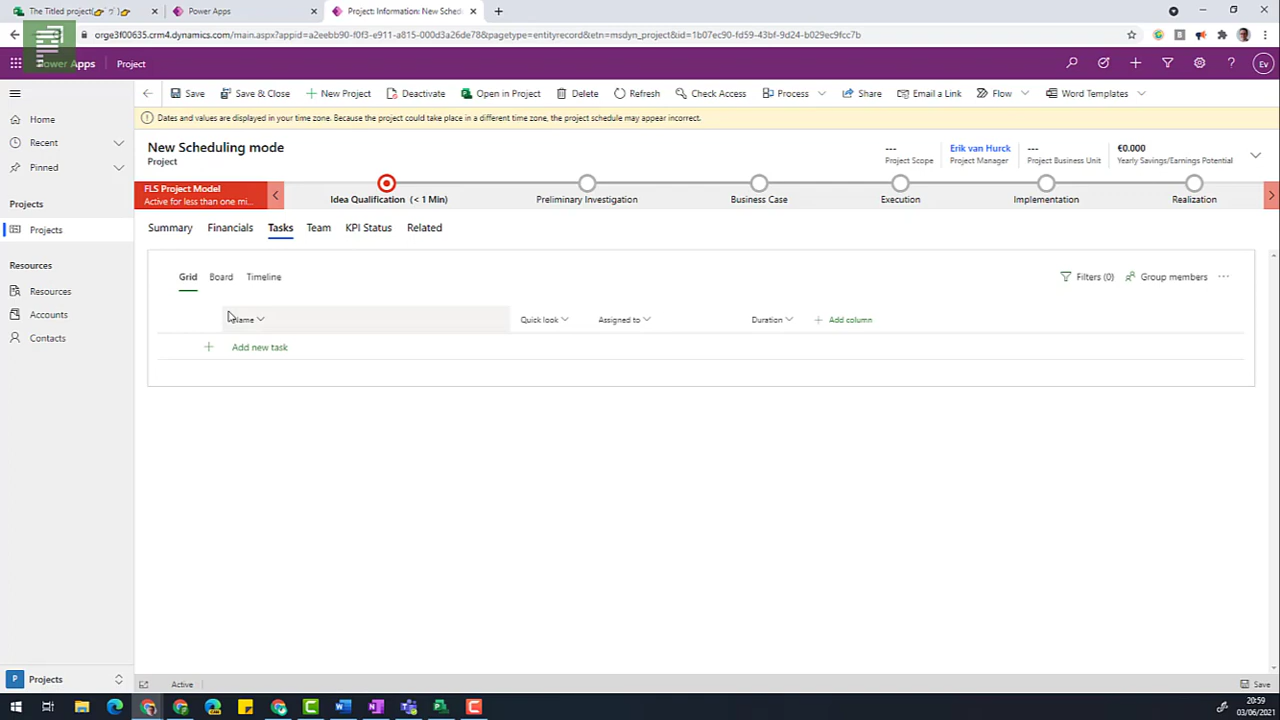 The Titled project(
Power Apps
Project: Information: New Sched
orge3f00635.crm4.dynamics.com/main.aspx?appid=a2eebb90-f0f3-e911-a815-000d3a26de78&pagetype=entityrecord&etn=msdyn_project&id=1b07ec90-fd59-43bf-9d24-b029ec9fcc7b
Power Apps
Project
Ev
Save
Save & Close
New Project
Deactivate
Open in Project
Delete
Refresh
Check Access
Process
Share
Email a Link
Flow
Word Templates
Dates and values are displayed in your time zone. Because the project could take place in a different time zone, the project schedule may appear incorrect.
Home
Recent
Pinned
Projects
Projects
Resources
Resources
Accounts
Contacts
New Scheduling mode
Project
---
Project Scope
Erik van Hurck
Project Manager
---
Project Business Unit
€0.000
Yearly Savings/Earnings Potential
FLS Project Model
Active for less than one mi...
Idea Qualification (< 1 Min)
Preliminary Investigation
Business Case
Execution
Implementation
Realization
Summary
Financials
Tasks
Team
KPI Status
Related
Grid
Board
Timeline
Filters (0)
Group members
Name
Quick look
Assigned to
Duration
Add column
Add new task
P
Projects
Active
Save
20:59
03/06/2021